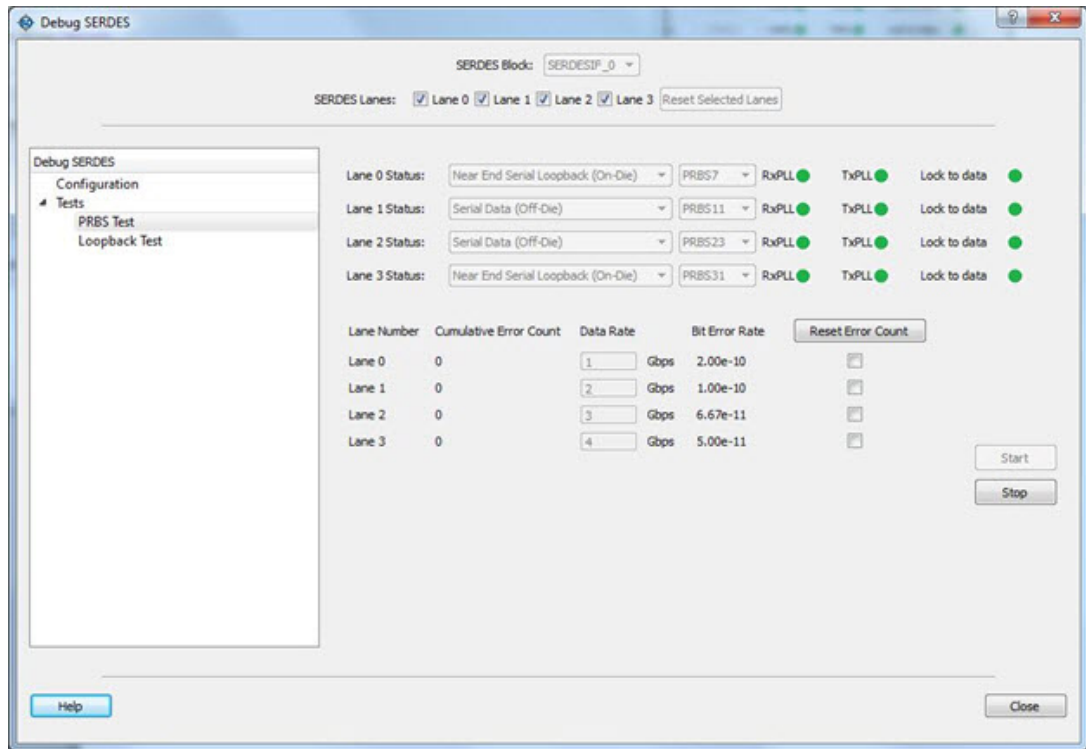 Debug SERDES
SERDES Block: SERDESIF_0
SERDES Lanes: Lane 0 Lane 1 Lane 2 Lane 3 Reset Selected Lanes
Debug SERDES
Configuration
Tests
PRBS Test
Loopback Test
Lane 0 Status: Near End Serial Loopback (On-Die) PRBS7 RxPLL TxPLL Lock to data
Lane 1 Status: Serial Data (Off-Die) PRBS11 RxPLL TxPLL Lock to data
Lane 2 Status: Serial Data (Off-Die) PRBS23 RxPLL TxPLL Lock to data
Lane 3 Status: Near End Serial Loopback (On-Die) PRBS31 RxPLL TxPLL Lock to data
Lane Number Cumulative Error Count Data Rate Bit Error Rate Reset Error Count
Lane 0 0 1 Gbps 2.00e-10
Lane 1 0 2 Gbps 1.00e-10
Lane 2 0 3 Gbps 6.67e-11
Lane 3 0 4 Gbps 5.00e-11
Start
Stop
Help
Close